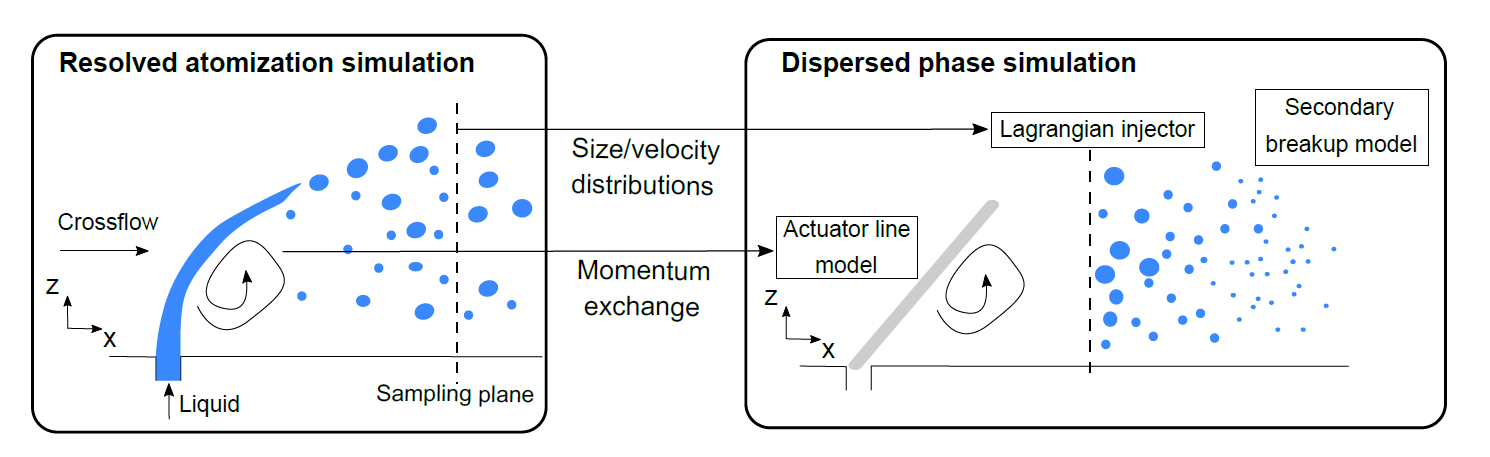 Resolved atomization simulation
Crossflow
z
x
Liquid
Sampling plane
Size/velocity
distributions
Momentum
exchange
Dispersed phase simulation
Lagrangian injector
Secondary
breakup model
Actuator line
model
z
x